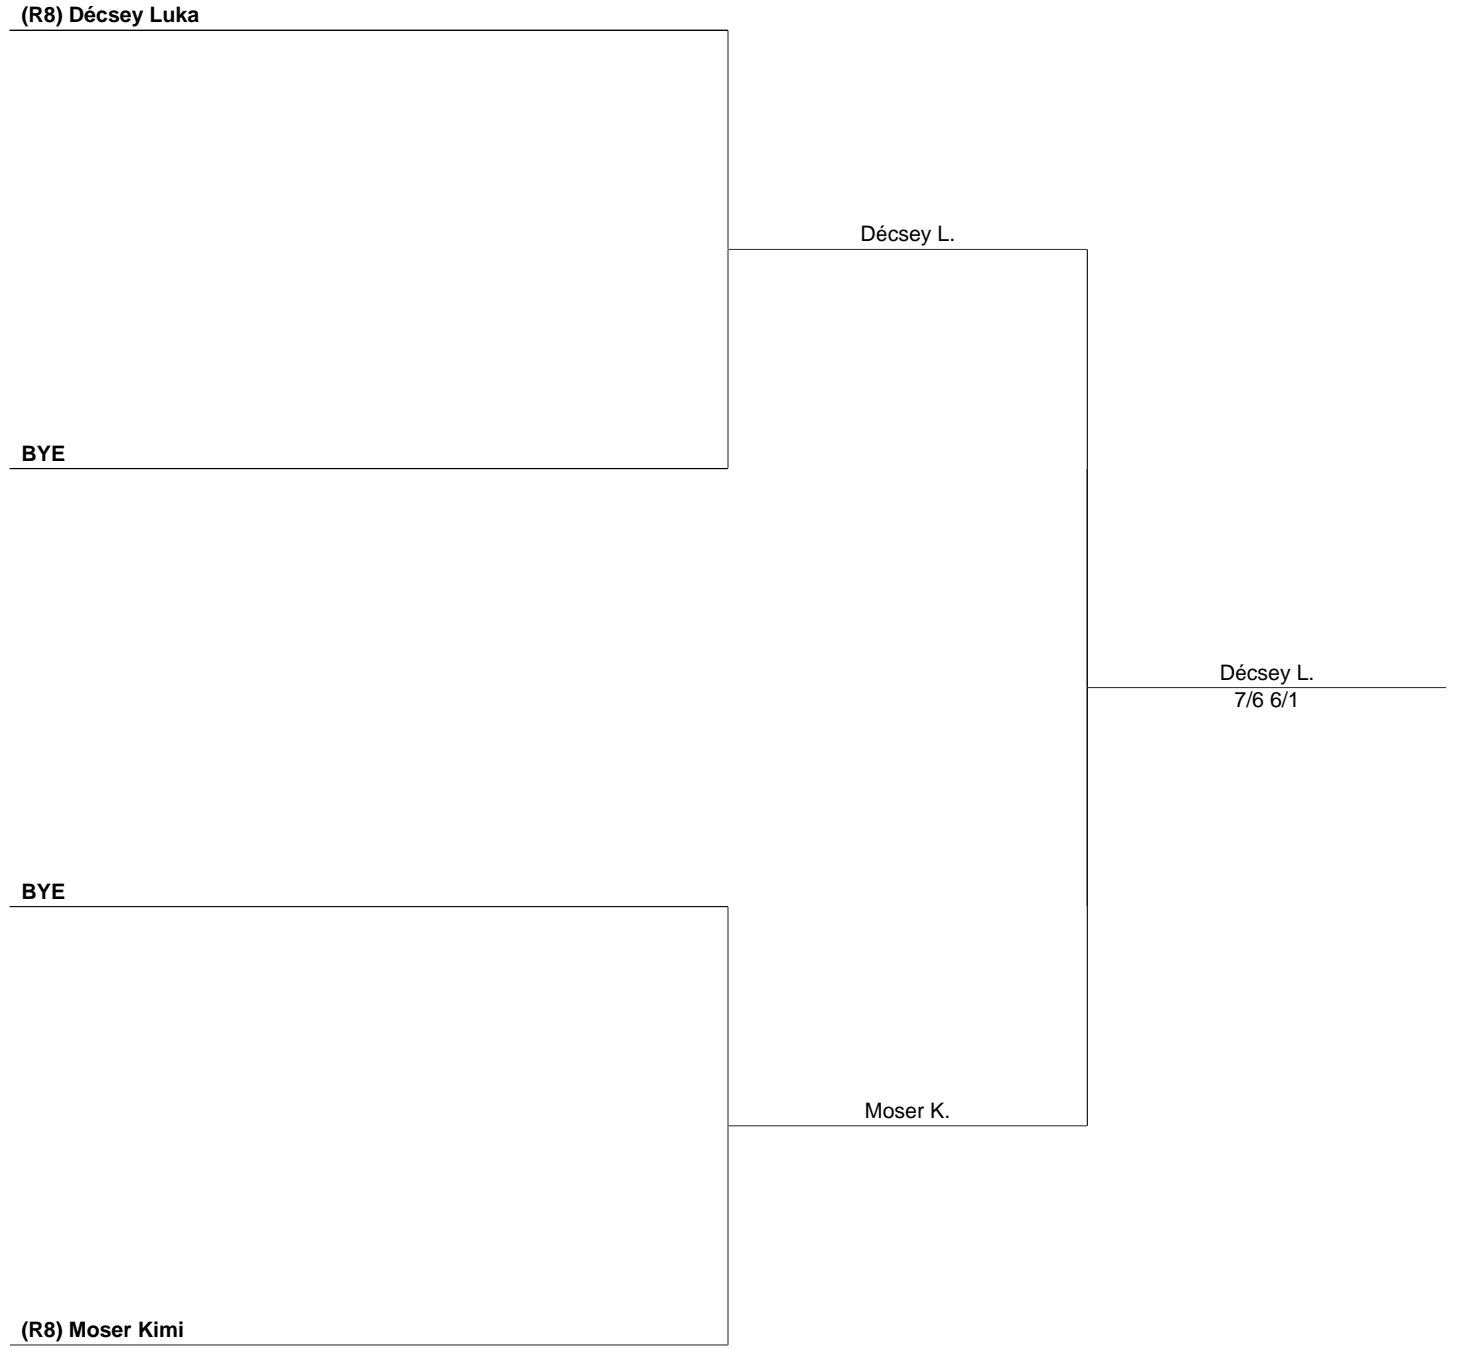 (R8) Décsey Luka
Décsey L.
BYE
Décsey L.
7/6 6/1
BYE
Moser K.
(R8) Moser Kimi